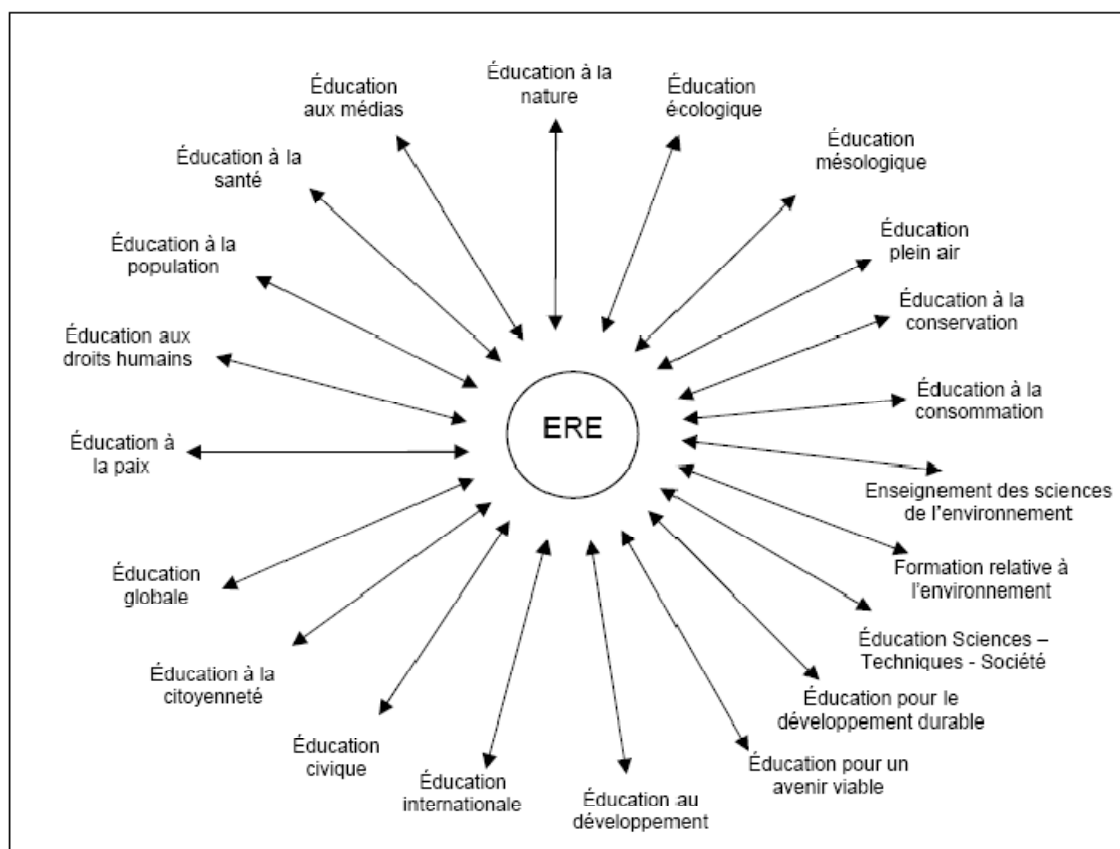 Éducation à la
nature
Éducation
écologique
Éducation
mésologique
Éducation
plein air
Éducation à la
conservation
Éducation à la
consommation
Enseignement des sciences
de l'environnement
Formation relative à
l'environnement
Éducation Sciences –
Techniques - Société
Éducation pour le
développement durable
Éducation pour un
avenir viable
Éducation au
développement
Éducation
internationale
Éducation
civique
Éducation à la
citoyenneté
Éducation
globale
Éducation à
la paix
Éducation aux
droits humains
Éducation à la
population
Éducation à la
santé
Éducation
aux médias
ERE